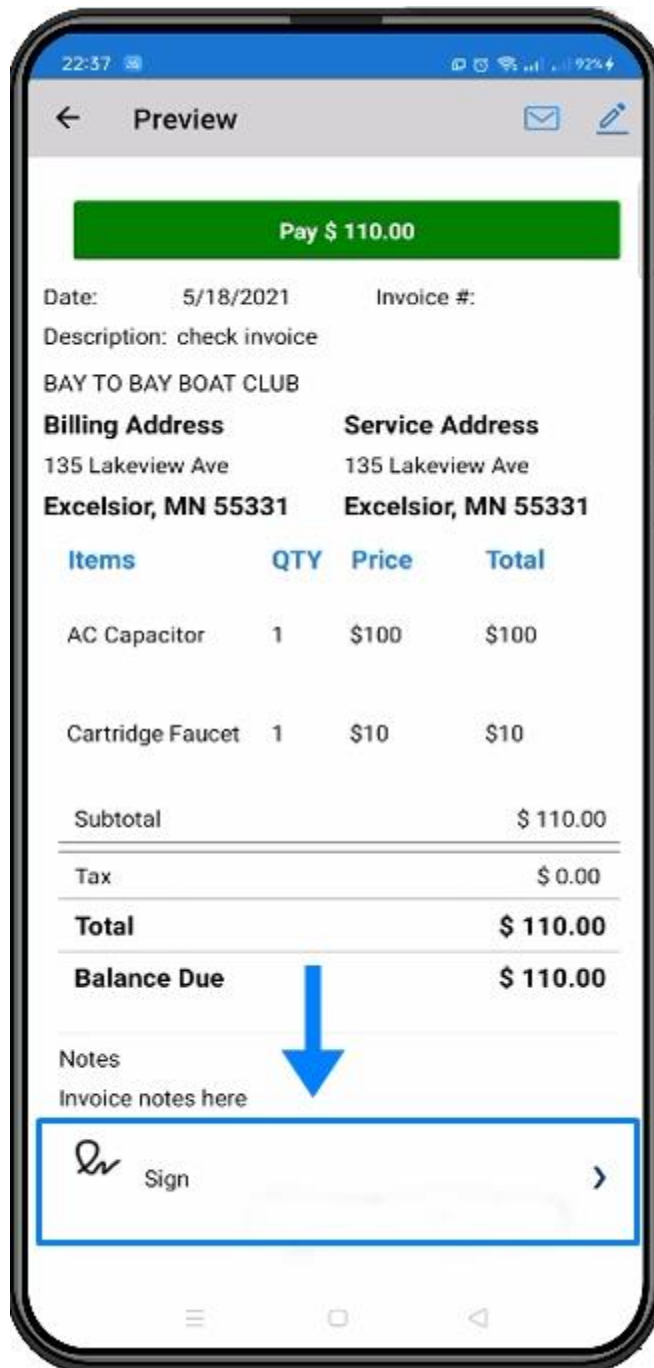 22:37 92%
Preview
Pay $ 110.00
Date: 5/18/2021 Invoice #:
Description: check invoice
BAY TO BAY BOAT CLUB
Billing Address Service Address
135 Lakeview Ave 135 Lakeview Ave
Excelsior, MN 55331 Excelsior, MN 55331
Items QTY Price Total
AC Capacitor 1 $100 $100
Cartridge Faucet 1 $10 $10
Subtotal $ 110.00
Tax $ 0.00
Total $ 110.00
Balance Due $ 110.00
Notes
Invoice notes here
Sign